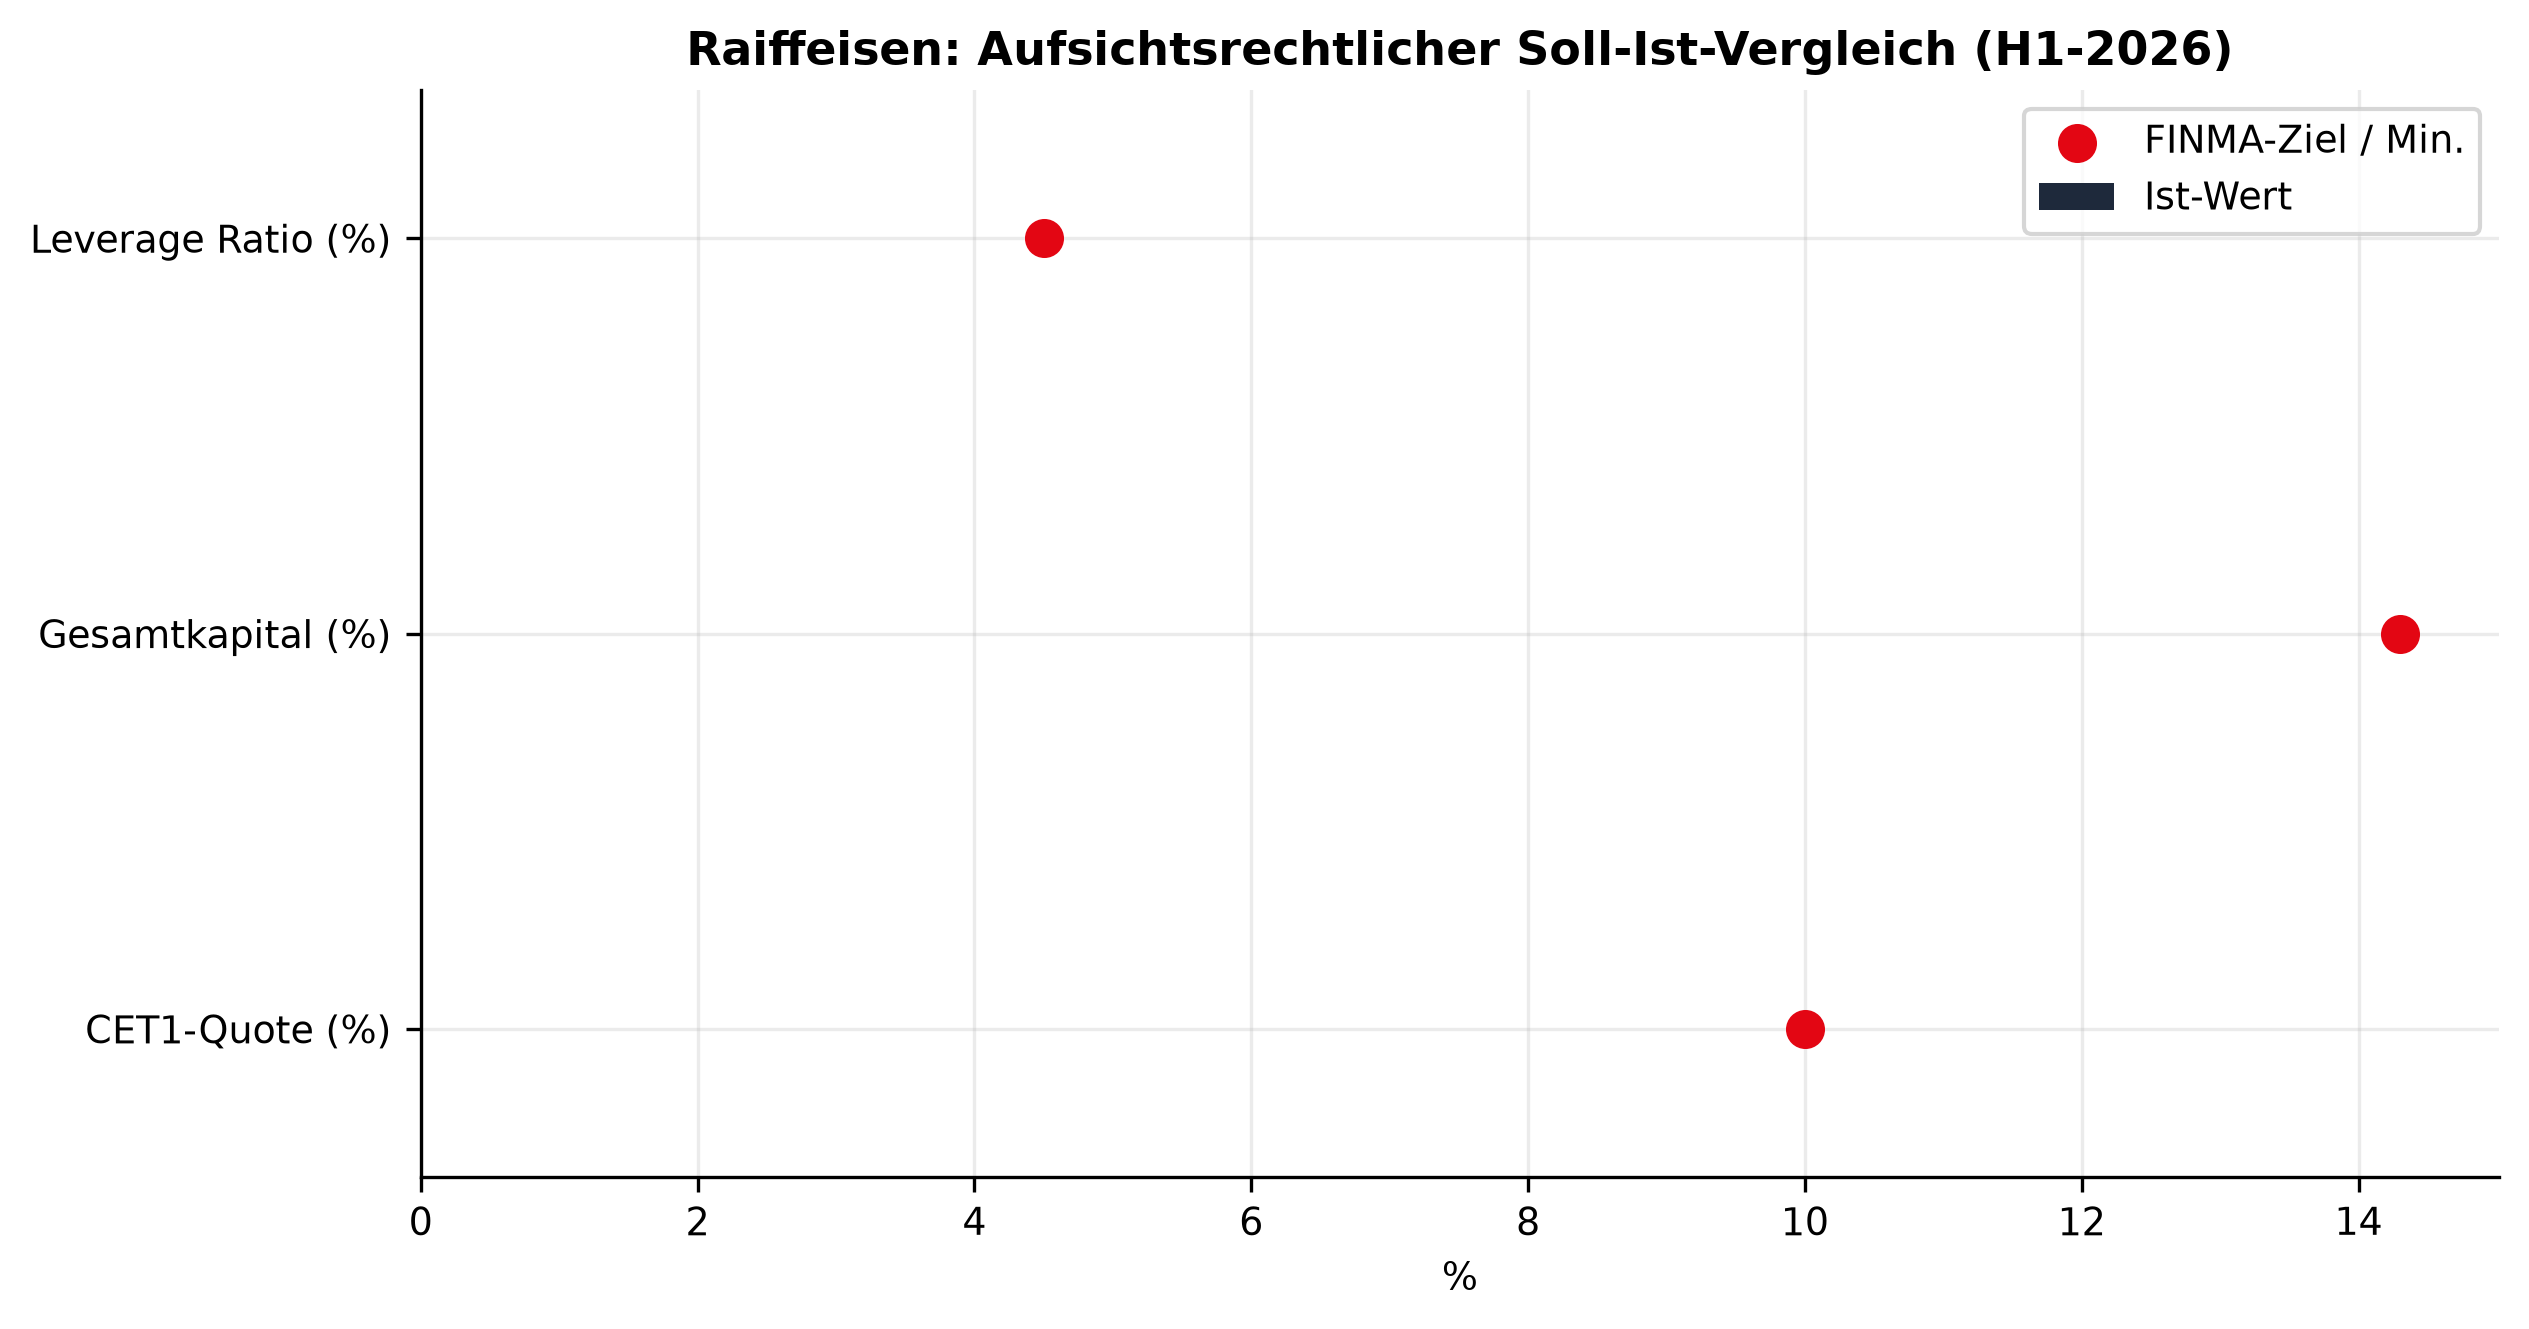 Raiffeisen: Aufsichtsrechtlicher Soll-Ist-Vergleich (H1-2026)
FINMA-Ziel / Min.
Ist-Wert
Leverage Ratio (%)
Gesamtkapital (%)
CET1-Quote (%)
0 2 4 6 8 10 12 14
%